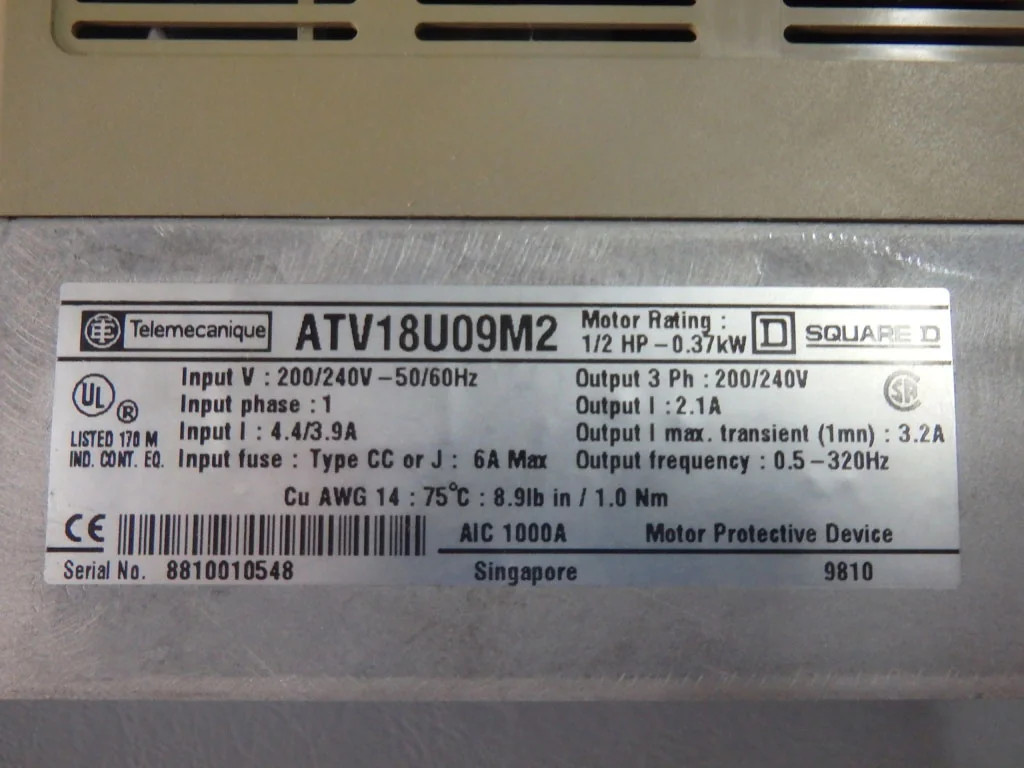 Telemecanique ATV18U09M2 Motor Rating : 1/2 HP – 0.37kW D SQUARE D
UL ® LISTED 170 M IND. CONT. EQ.
Input V : 200/240V – 50/60Hz Output 3 Ph : 200/240V
Input phase : 1 Output I : 2.1A
Input I : 4.4/3.9A Output I max. transient (1mn) : 3.2A
Input fuse : Type CC or J : 6A Max Output frequency : 0.5 – 320Hz
Cu AWG 14 : 75°C : 8.9lb in / 1.0 Nm
CE AIC 1000A Motor Protective Device
Serial No. 8810010548 Singapore 9810